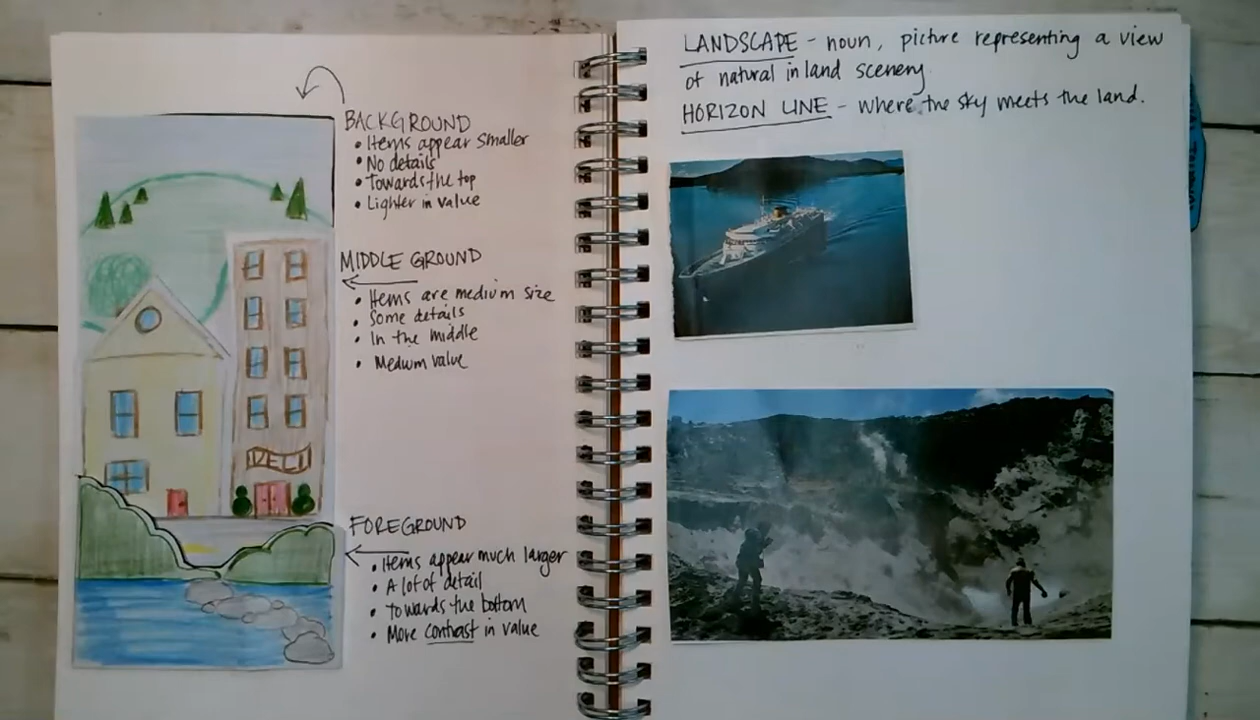 BACKGROUND
• Items appear smaller
• No details
• Towards the top
• Lighter in value
MIDDLE GROUND
• Items are medium size
• Some details
• In the middle
• Medium value
DELI
FOREGROUND
• Items appear much larger
• A lot of detail
• Towards the bottom
• More contrast in value
LANDSCAPE - noun, picture representing a view
of natural inland scenery
HORIZON LINE - where the sky meets the land.